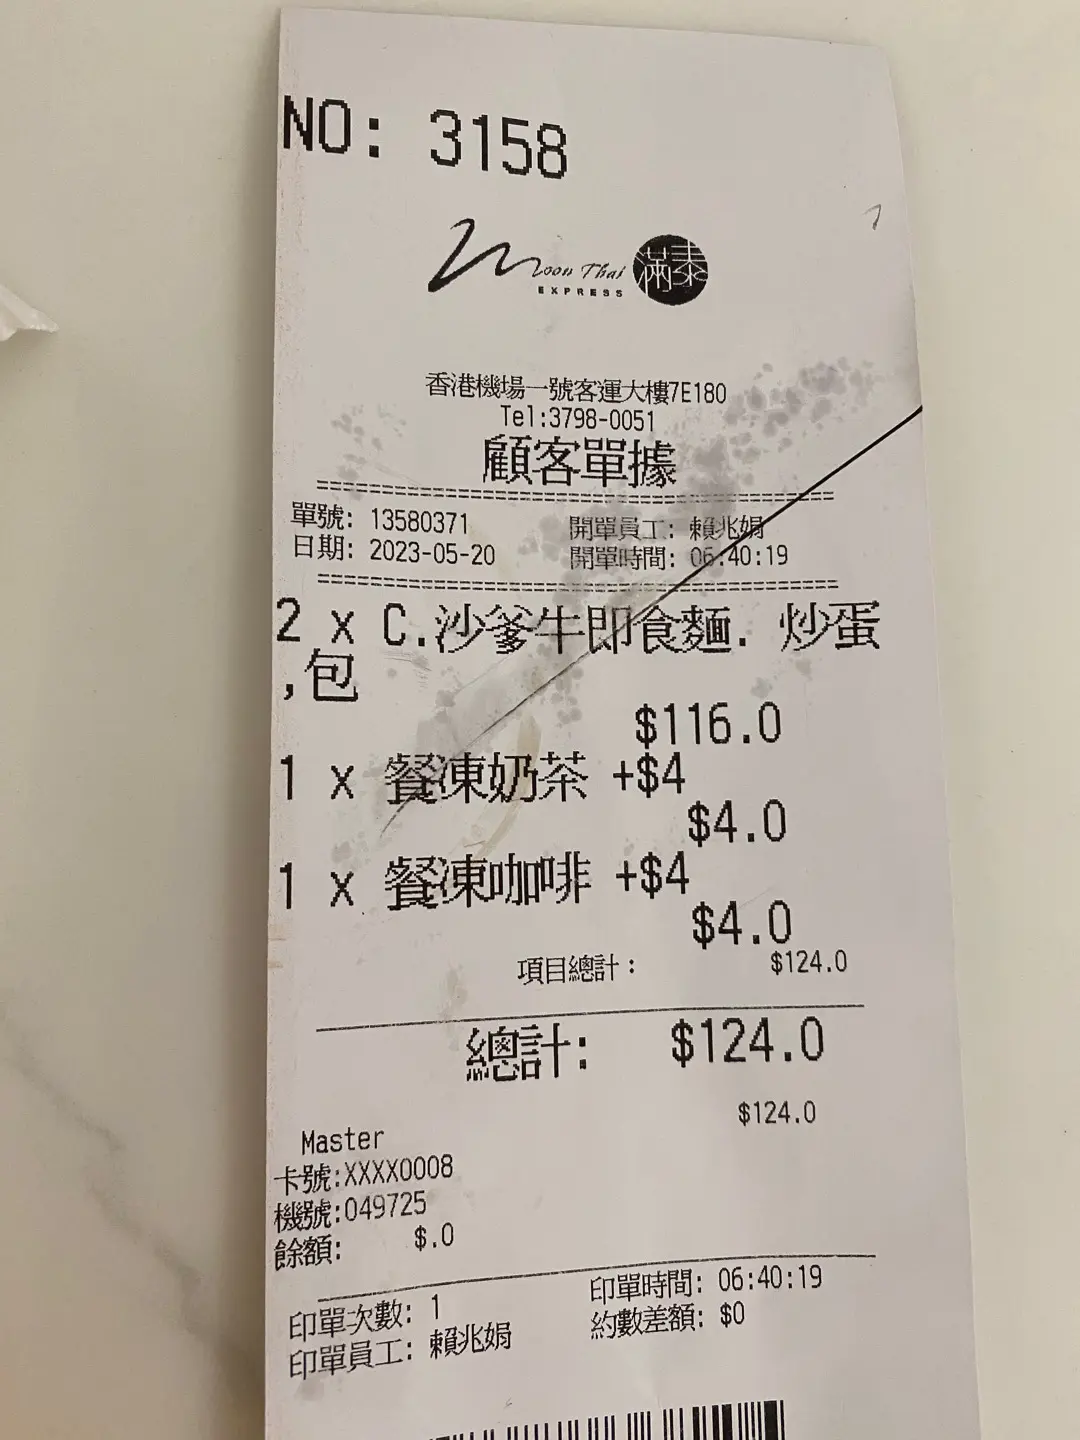 NO: 3158
Moon Thai
EXPRESS
滿泰
香港機場一號客運大樓7E180
Tel:3798-0051
顧客單據
單號: 13580371 開單員工: 賴兆娟
日期: 2023-05-20 開單時間: 06:40:19
2 x C.沙爹牛即食麵. 炒蛋
,包
$116.0
1 x 餐凍奶茶 +$4
$4.0
1 x 餐凍咖啡 +$4
$4.0
項目總計: $124.0
總計: $124.0
$124.0
Master
卡號:XXXX0008
機號:049725
餘額: $.0
印單次數: 1 印單時間: 06:40:19
印單員工: 賴兆娟 約數差額: $0